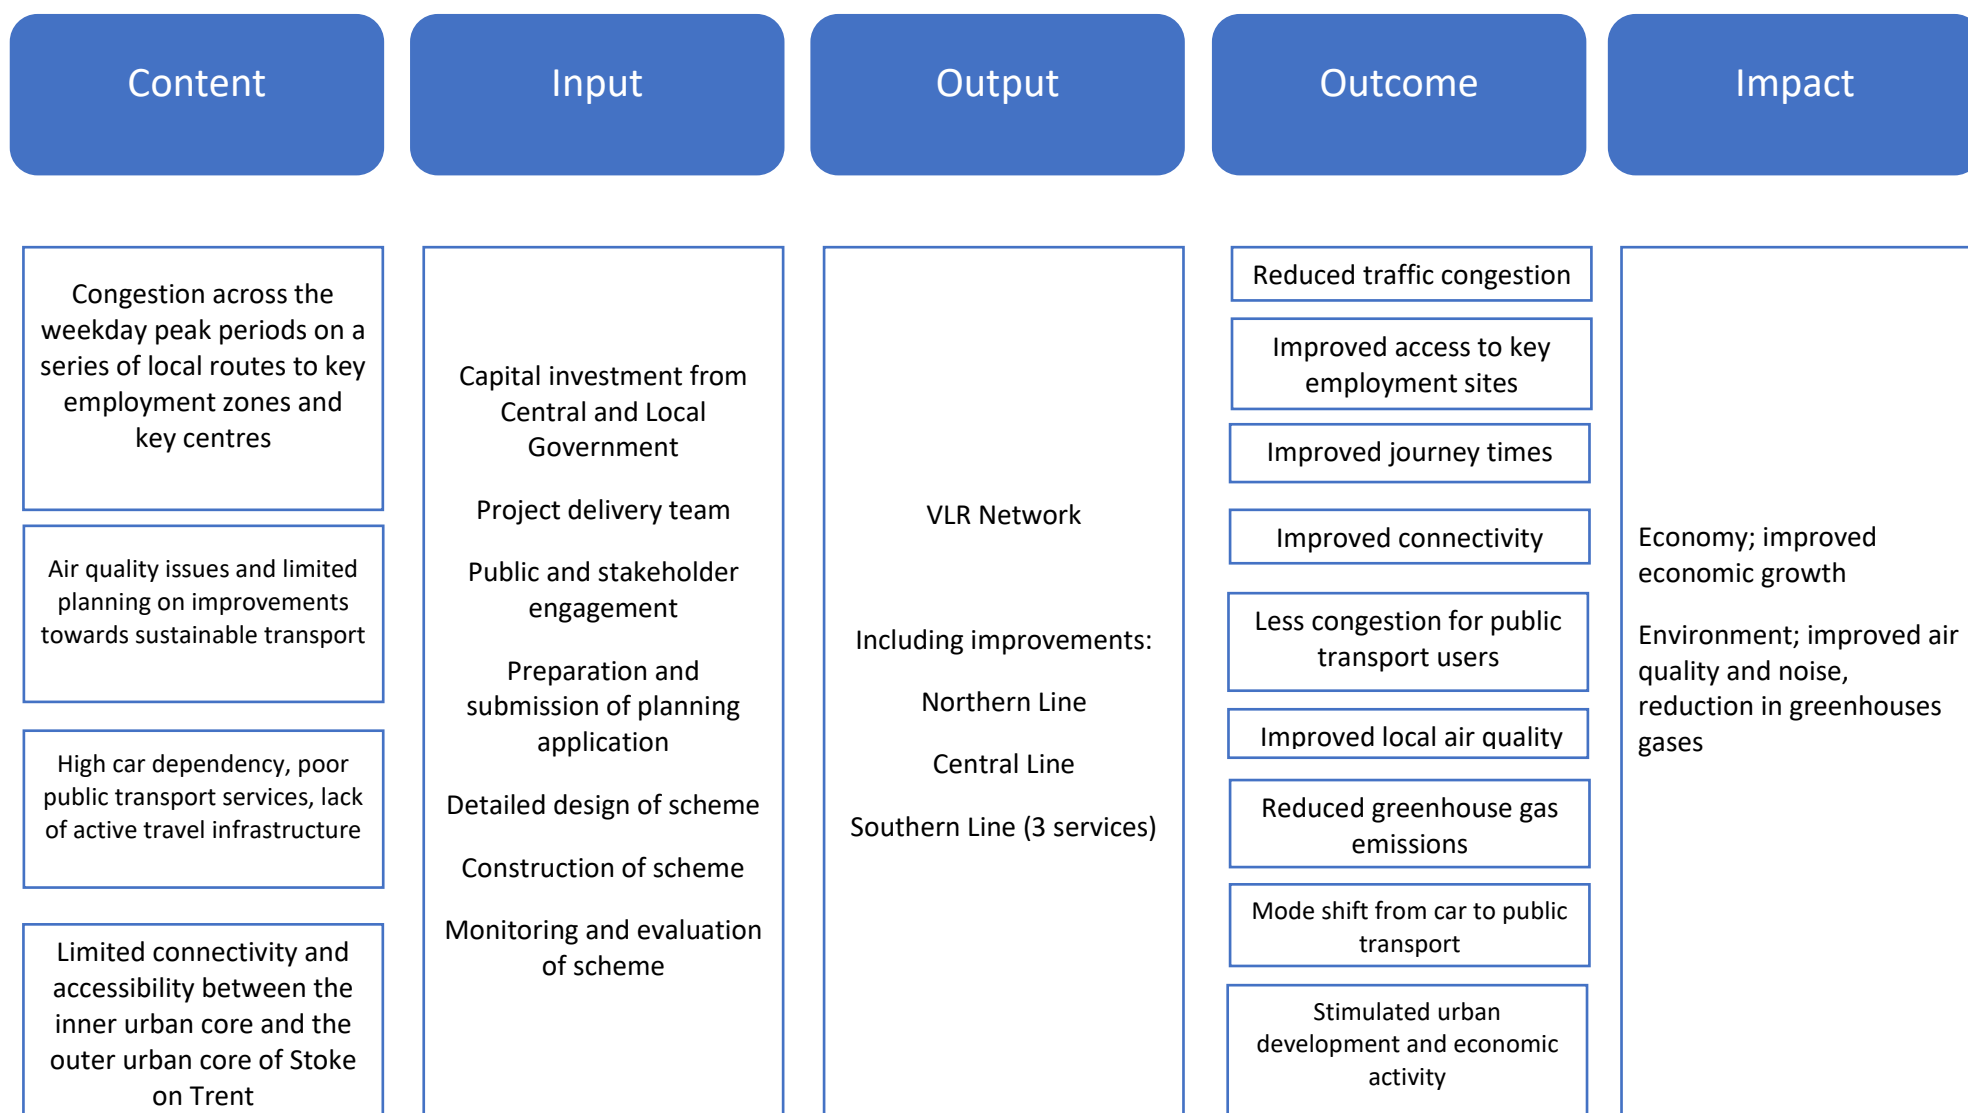 Content
Input
Output
Outcome
Impact
Congestion across the
weekday peak periods on a
series of local routes to key
employment zones and
key centres
Air quality issues and limited
planning on improvements
towards sustainable transport
High car dependency, poor
public transport services, lack
of active travel infrastructure
Limited connectivity and
accessibility between the
inner urban core and the
outer urban core of Stoke
on Trent
Capital investment from
Central and Local
Government
Project delivery team
Public and stakeholder
engagement
Preparation and
submission of planning
application
Detailed design of scheme
Construction of scheme
Monitoring and evaluation
of scheme
VLR Network
Including improvements:
Northern Line
Central Line
Southern Line (3 services)
Reduced traffic congestion
Improved access to key
employment sites
Improved journey times
Improved connectivity
Less congestion for public
transport users
Improved local air quality
Reduced greenhouse gas
emissions
Mode shift from car to public
transport
Stimulated urban
development and economic
activity
Economy; improved
economic growth
Environment; improved air
quality and noise,
reduction in greenhouses
gases